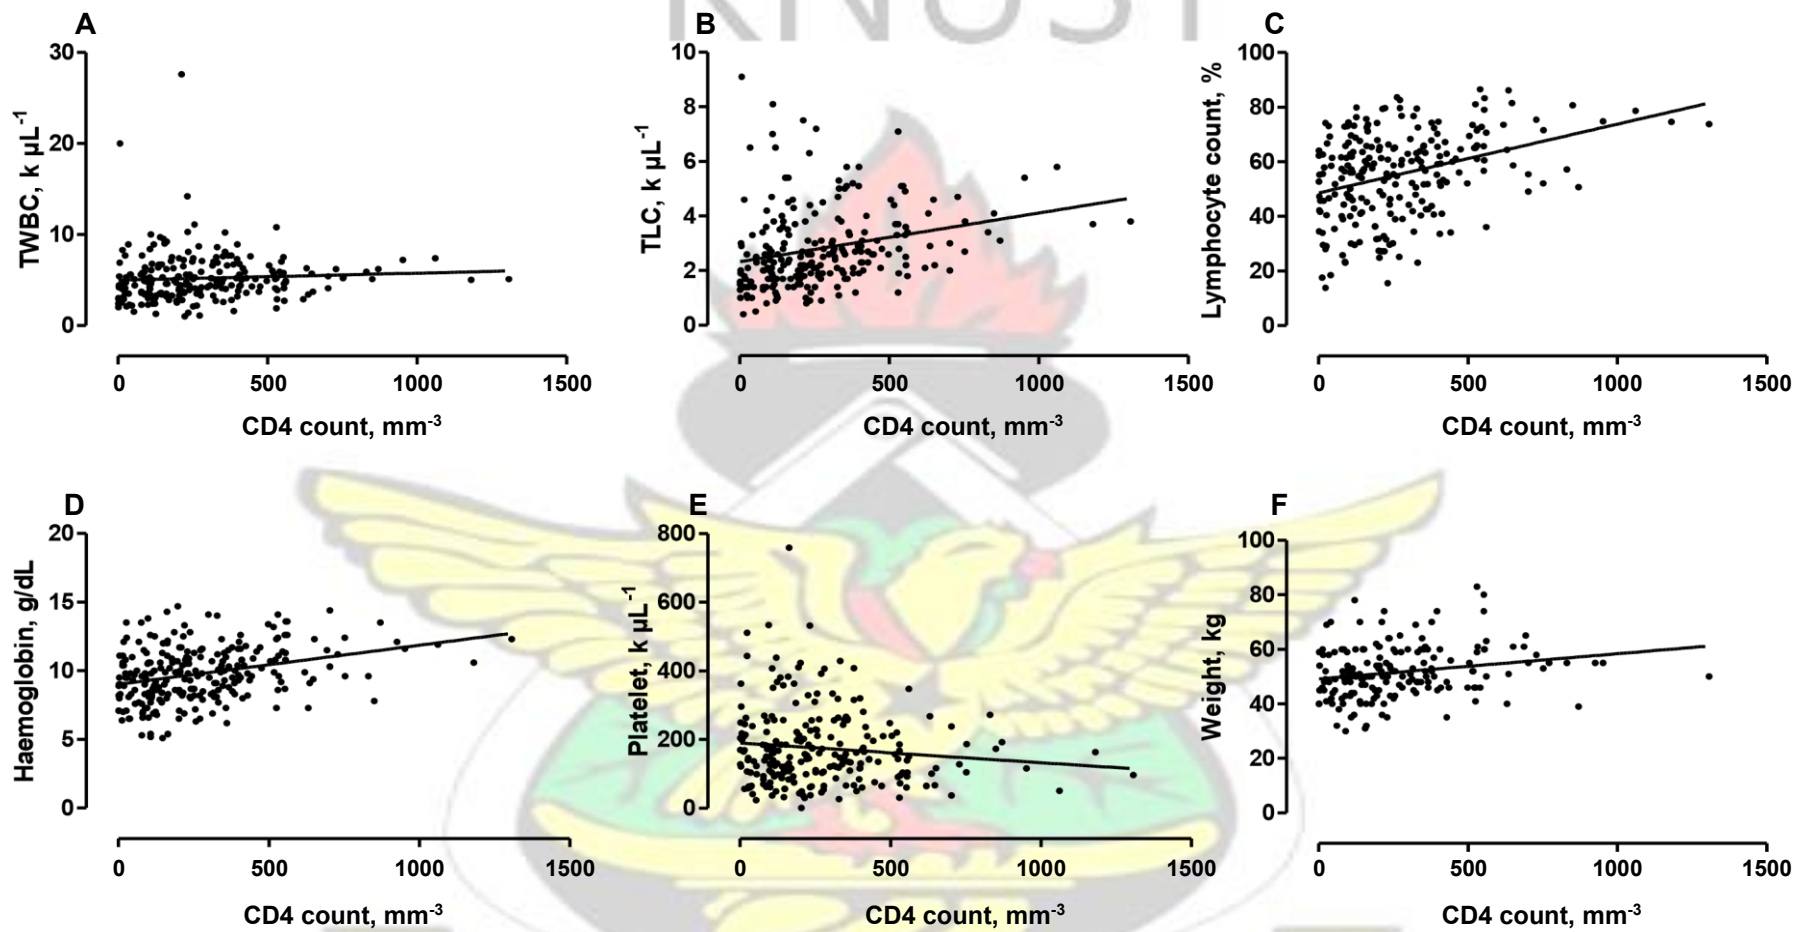 KNUST
A
B
C
30
20
10
0
TWBC, k µL-1
0 500 1000 1500
CD4 count, mm-3
10
8
6
4
2
0
TLC, k µL-1
0 500 1000 1500
CD4 count, mm-3
100
80
60
40
20
0
Lymphocyte count, %
0 500 1000 1500
CD4 count, mm-3
D
E
F
20
15
10
5
0
Haemoglobin, g/dL
0 500 1000 1500
CD4 count, mm-3
800
600
400
200
0
Platelet, k µL-1
0 500 1000 1500
CD4 count, mm-3
100
80
60
40
20
0
Weight, kg
0 500 1000 1500
CD4 count, mm-3